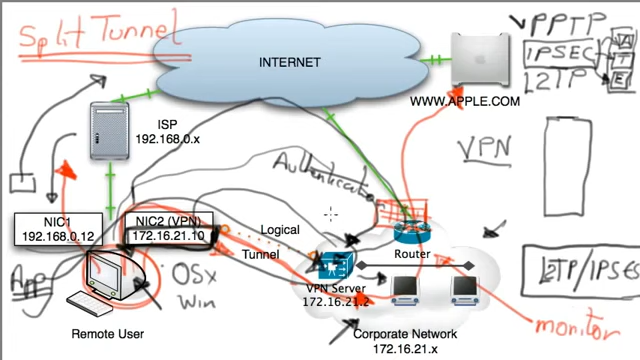 Split Tunnel
INTERNET
PPTP
IPSEC
L2TP
A
T
E
WWW.APPLE.COM
ISP
192.168.0.x
VPN
Authentication
NIC1
192.168.0.12
NIC2 (VPN)
172.16.21.10
Logical
Tunnel
Router
App
OSX
Win
VPN Server
172.16.21.2
L2TP/IPSEC
monitor
Remote User
Corporate Network
172.16.21.x